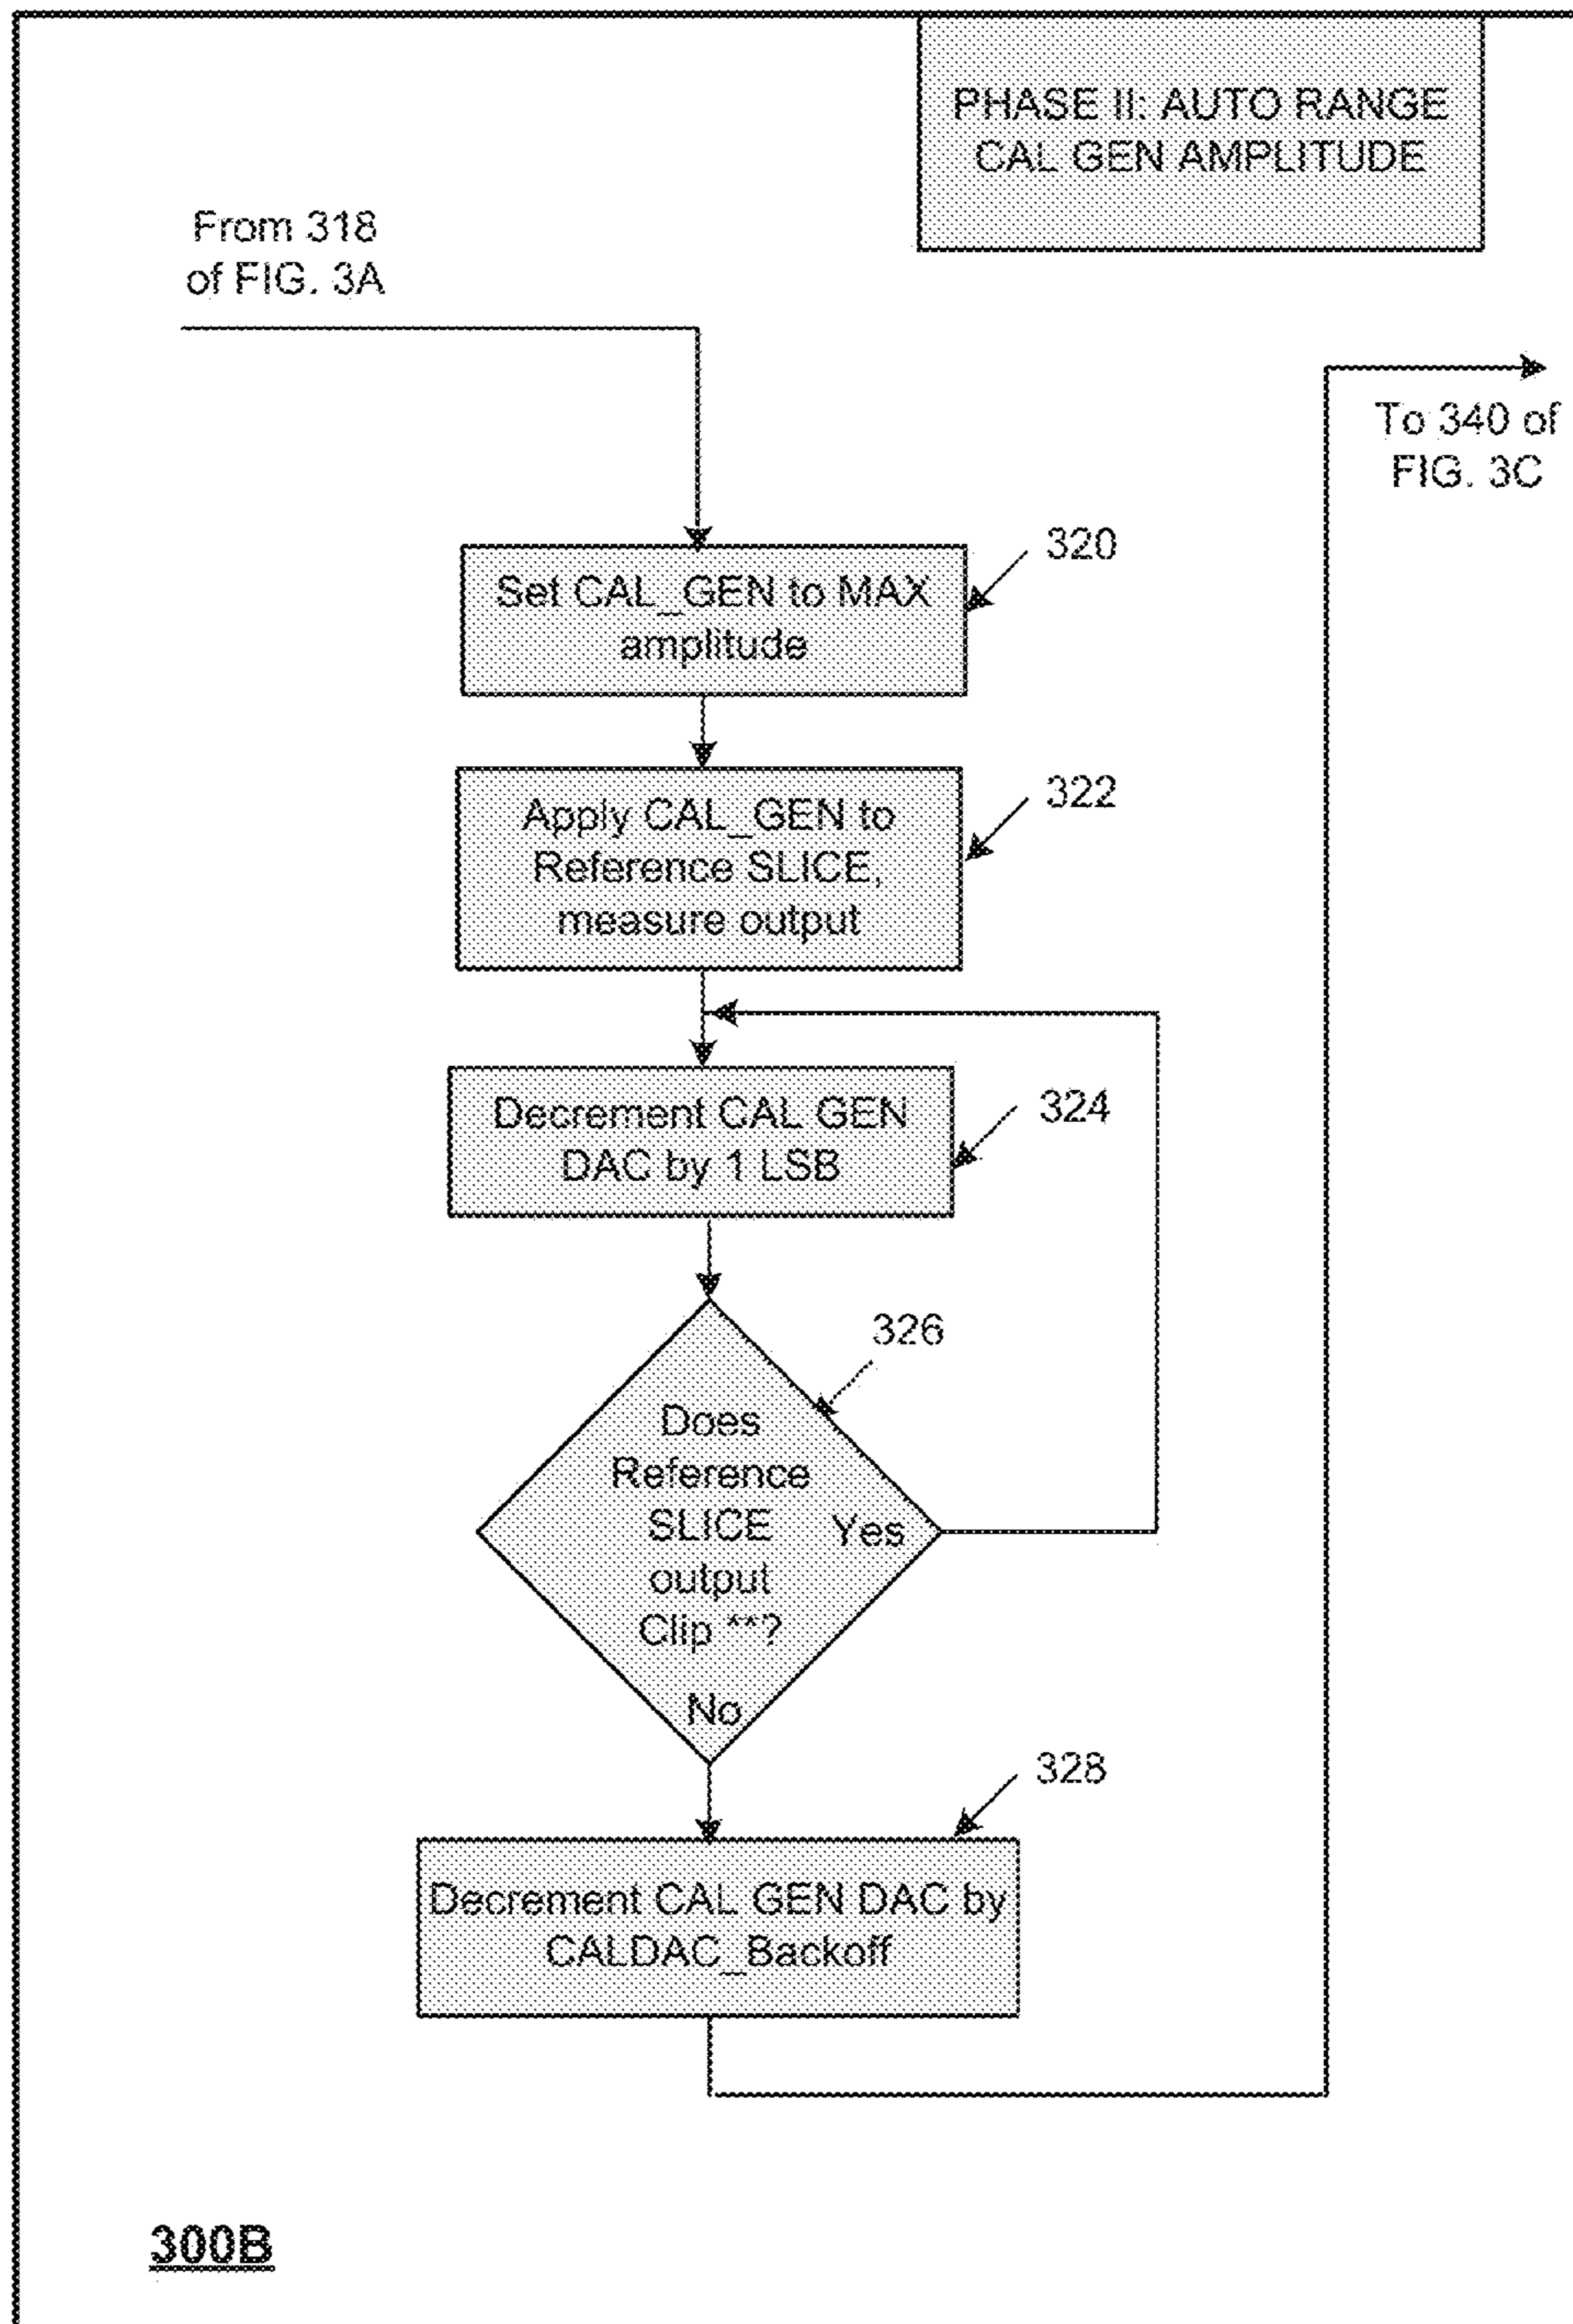 PHASE II: AUTO RANGE
CAL GEN AMPLITUDE
From 318
of FIG. 3A
To 340 of
FIG. 3C
320
Set CAL_GEN to MAX
amplitude
322
Apply CAL_GEN to
Reference SLICE,
measure output
324
Decrement CAL GEN
DAC by 1 LSB
326
Does
Reference
SLICE
output
Clip **?
Yes
No
328
Decrement CAL GEN DAC by
CALDAC_Backoff
300B